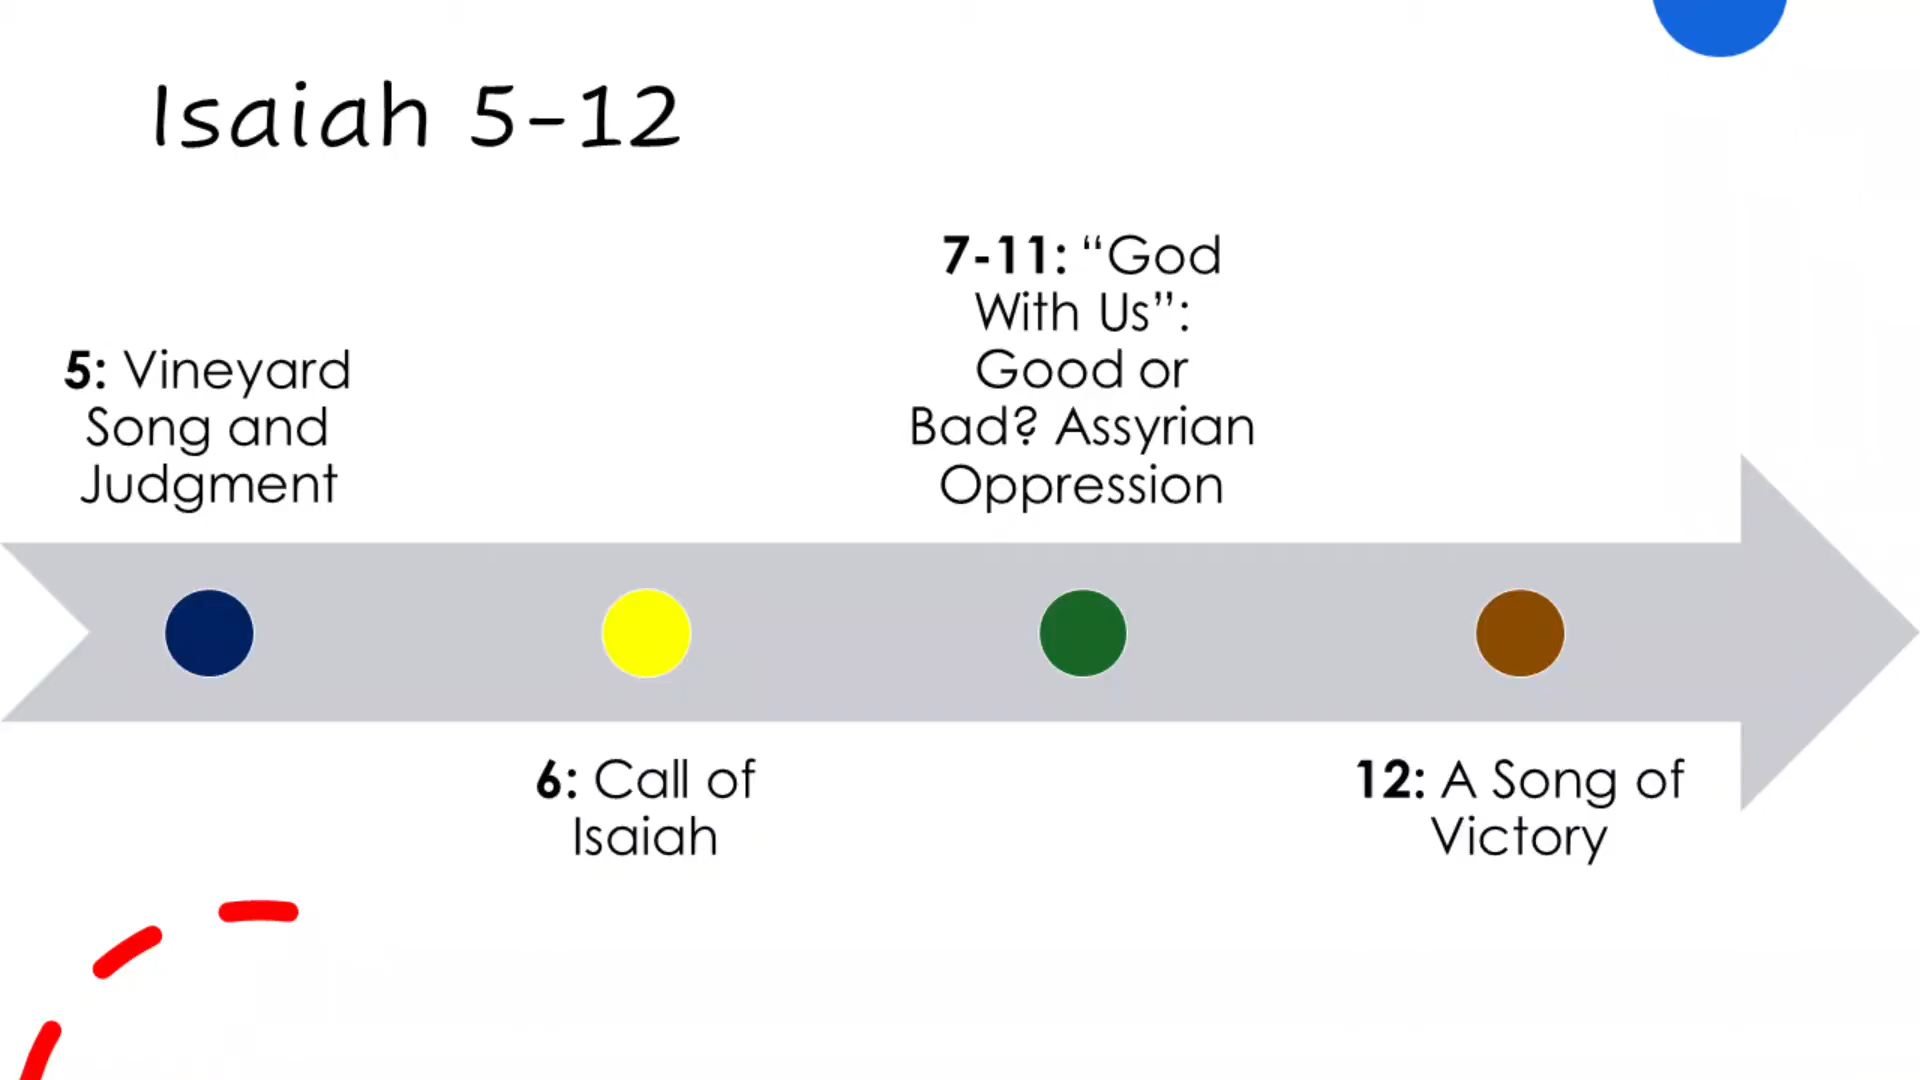 Isaiah 5-12
5: Vineyard
Song and
Judgment
6: Call of
Isaiah
7-11: “God
With Us”:
Good or
Bad? Assyrian
Oppression
12: A Song of
Victory